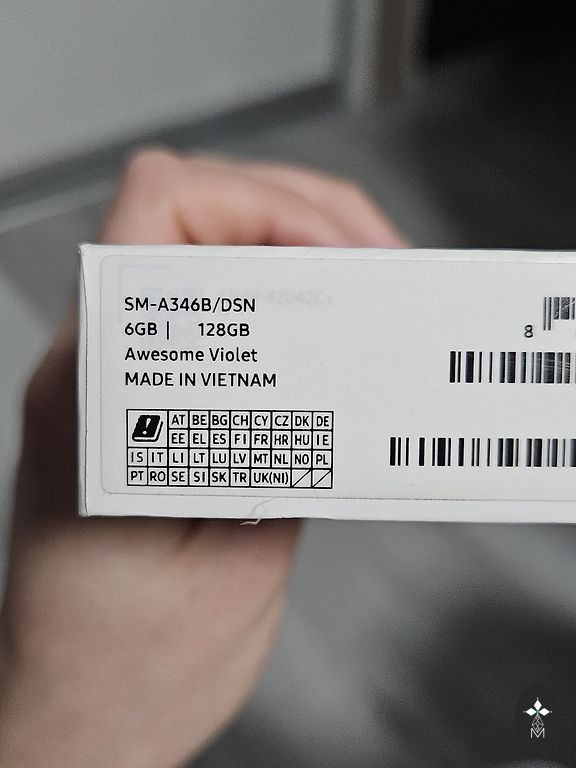 SM-A346B/DSN
6GB | 128GB
Awesome Violet
MADE IN VIETNAM
8
AT BE BG CH CY CZ DK DE
EE EL ES FI FR HR HU IE
IS IT LI LT LU LV MT NL NO PL
PT RO SE SI SK TR UK(NI)